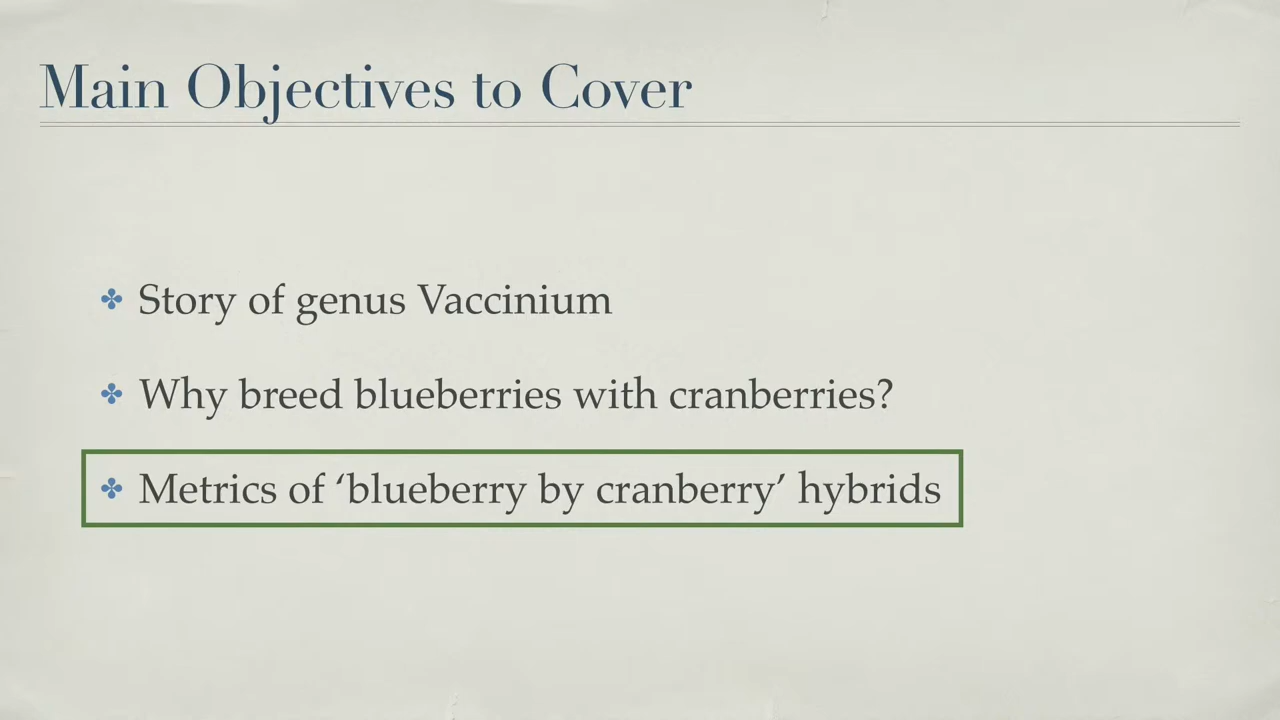 Main Objectives to Cover
Story of genus Vaccinium
Why breed blueberries with cranberries?
Metrics of ‘blueberry by cranberry’ hybrids